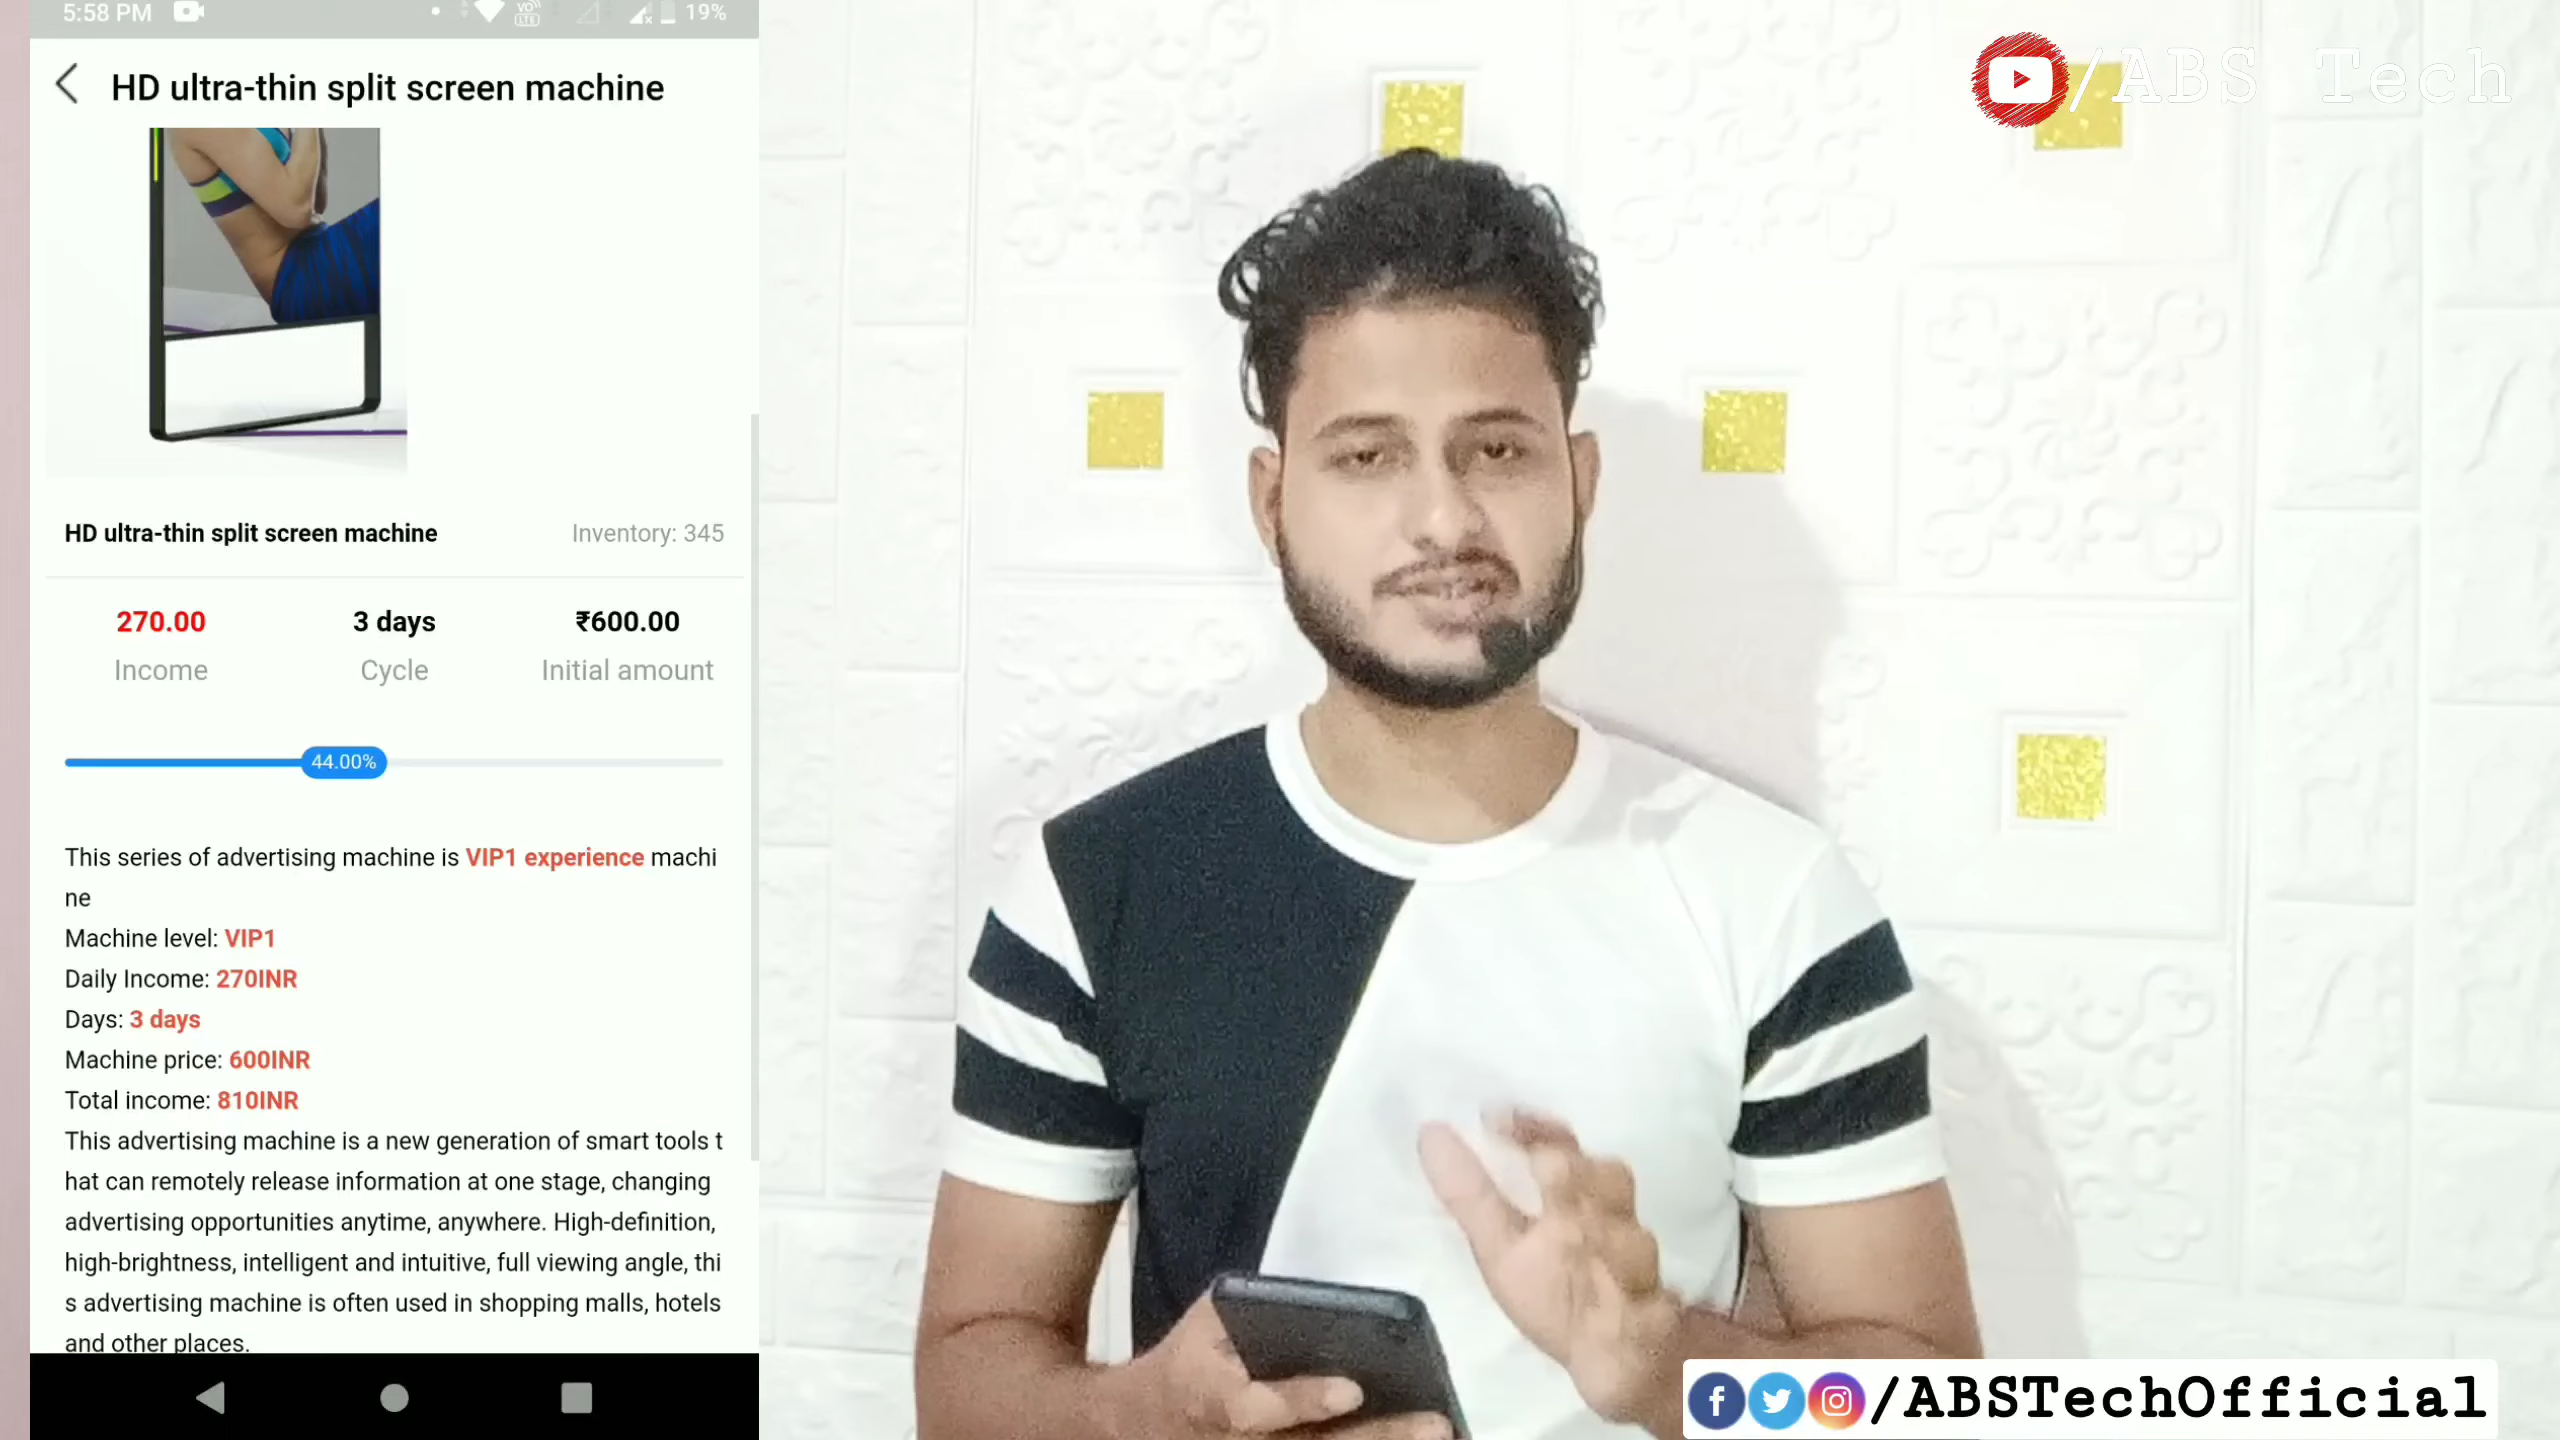 5:58 PM
VO LTE
19%
HD ultra-thin split screen machine
HD ultra-thin split screen machine
Inventory: 345
270.00
3 days
₹600.00
Income
Cycle
Initial amount
44.00%
This series of advertising machine is VIP1 experience machi
ne
Machine level: VIP1
Daily Income: 270INR
Days: 3 days
Machine price: 600INR
Total income: 810INR
This advertising machine is a new generation of smart tools t
hat can remotely release information at one stage, changing
advertising opportunities anytime, anywhere. High-definition,
high-brightness, intelligent and intuitive, full viewing angle, thi
s advertising machine is often used in shopping malls, hotels
and other places.
/ABS Tech
/ABSTechOfficial